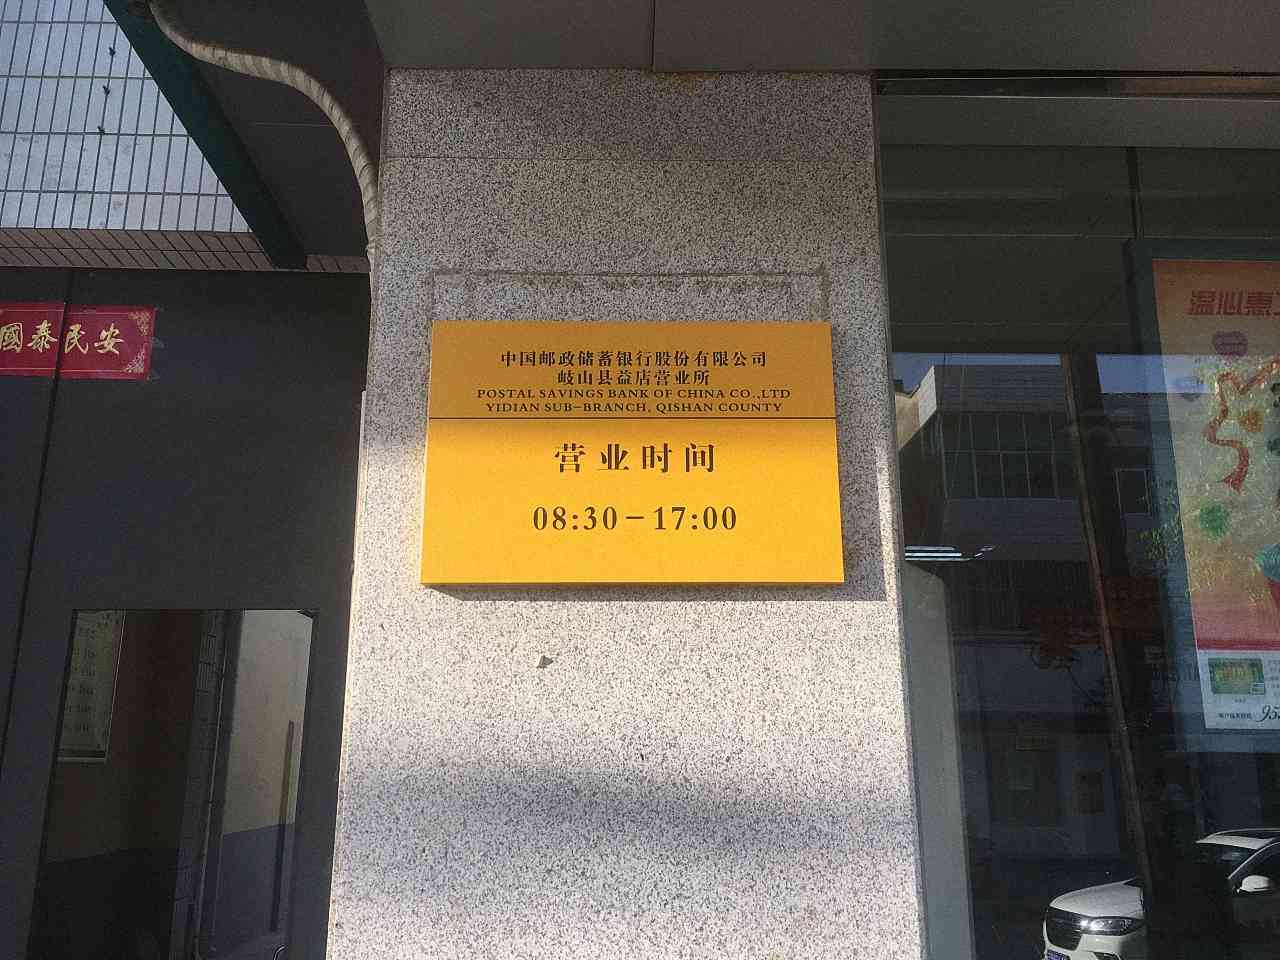 國泰民安
中国邮政储蓄银行股份有限公司
岐山县益店营业所
POSTAL SAVINGS BANK OF CHINA CO.,LTD
YIDIAN SUB-BRANCH, QISHAN COUNTY
营业时间
08:30-17:00
温心惠